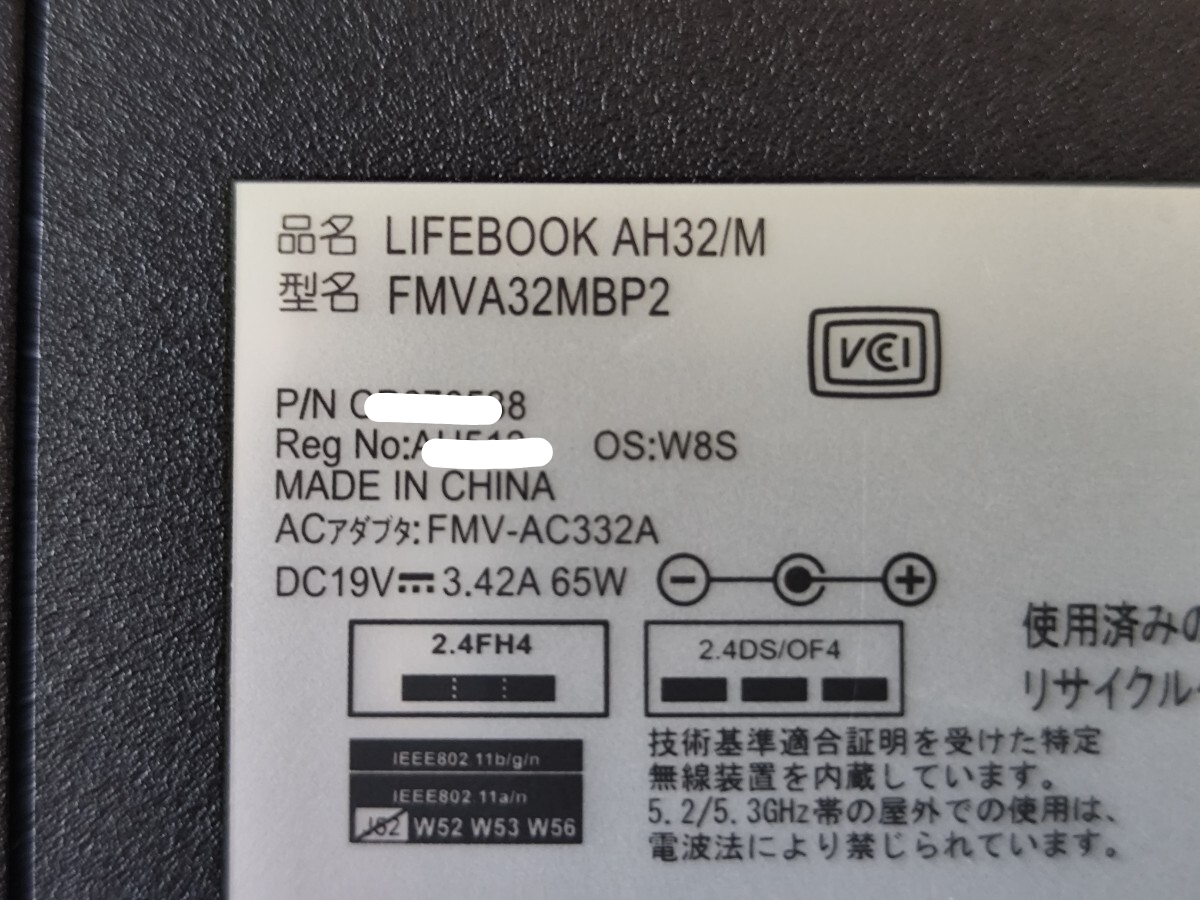 品名 LIFEBOOK AH32/M
型名 FMVA32MBP2
VCCI
P/N
Reg No: OS:W8S
MADE IN CHINA
ACアダプタ:FMV-AC332A
DC19V⎓3.42A 65W
2.4FH4
2.4DS/OF4
使用済みの
リサイクル
IEEE802 11b/g/n
IEEE802 11a/n
J52 W52 W53 W56
技術基準適合証明を受けた特定
無線装置を内蔵しています。
5.2/5.3GHz帯の屋外での使用は、
電波法により禁じられています。